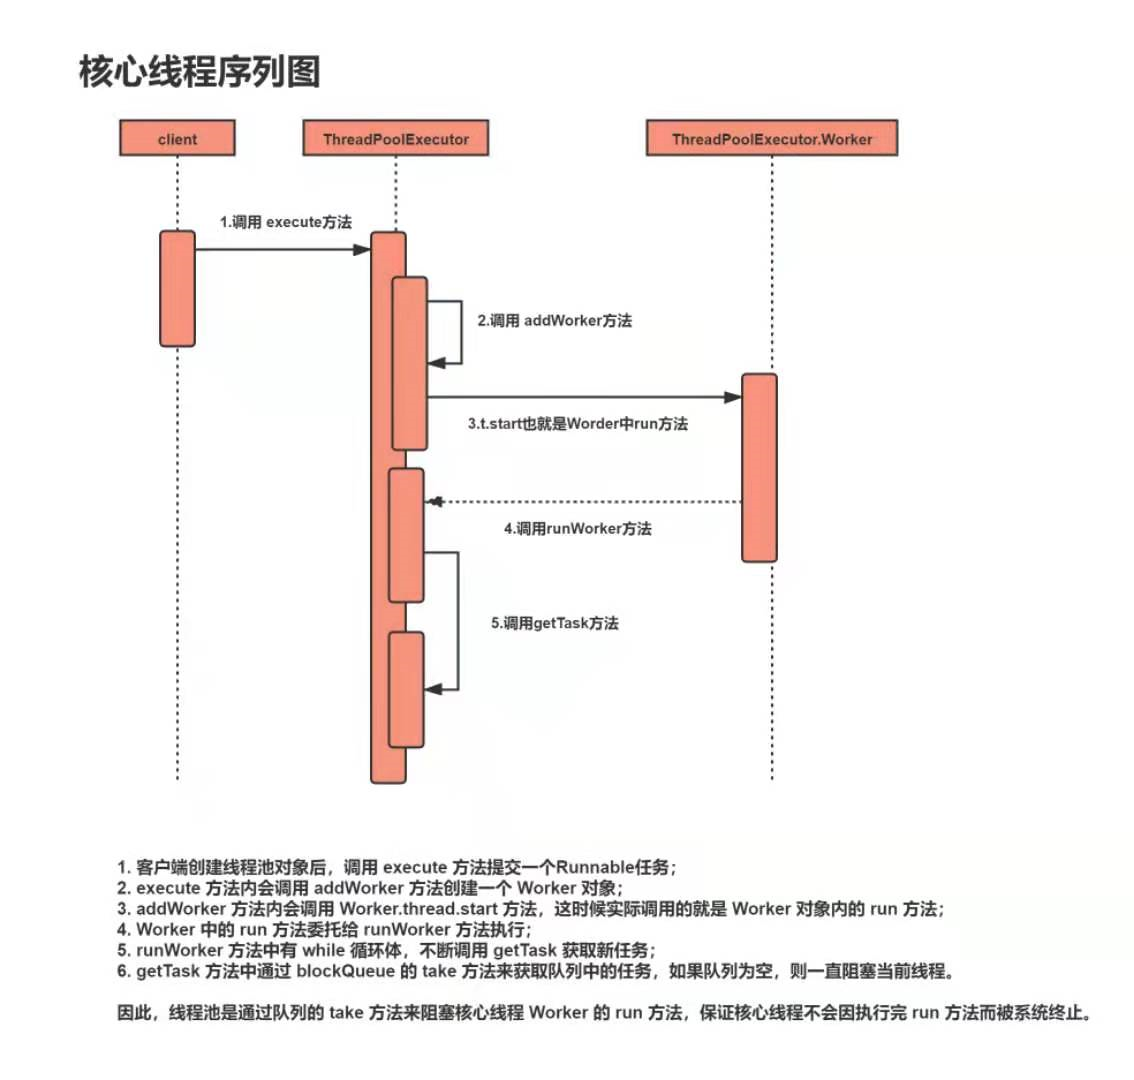 核心线程序列图
client
ThreadPoolExecutor
ThreadPoolExecutor.Worker
1.调用 execute方法
2.调用 addWorker方法
3.t.start也就是Worder中run方法
4.调用runWorker方法
5.调用getTask方法
1. 客户端创建线程池对象后，调用 execute 方法提交一个Runnable任务；
2. execute 方法内会调用 addWorker 方法创建一个 Worker 对象；
3. addWorker 方法内会调用 Worker.thread.start 方法，这时候实际调用的就是 Worker 对象内的 run 方法；
4. Worker 中的 run 方法委托给 runWorker 方法执行；
5. runWorker 方法中有 while 循环体，不断调用 getTask 获取新任务；
6. getTask 方法中通过 blockQueue 的 take 方法来获取队列中的任务，如果队列为空，则一直阻塞当前线程。
因此，线程池是通过队列的 take 方法来阻塞核心线程 Worker 的 run 方法，保证核心线程不会因执行完 run 方法而被系统终止。